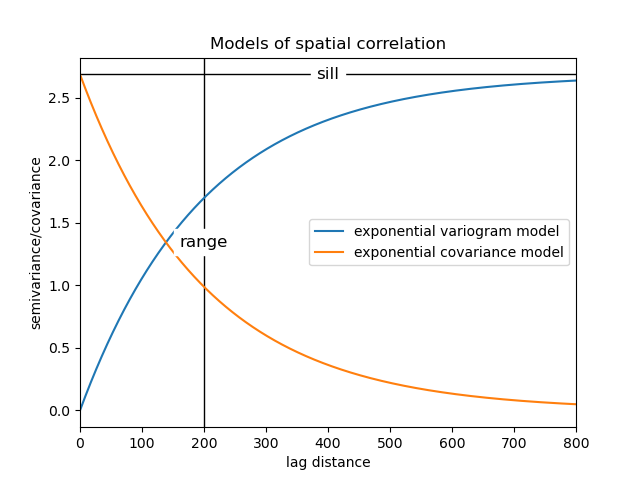 Models of spatial correlation
sill
2.5
2.0
1.5
1.0
0.5
0.0
semivariance/covariance
range
exponential variogram model
exponential covariance model
0 100 200 300 400 500 600 700 800
lag distance